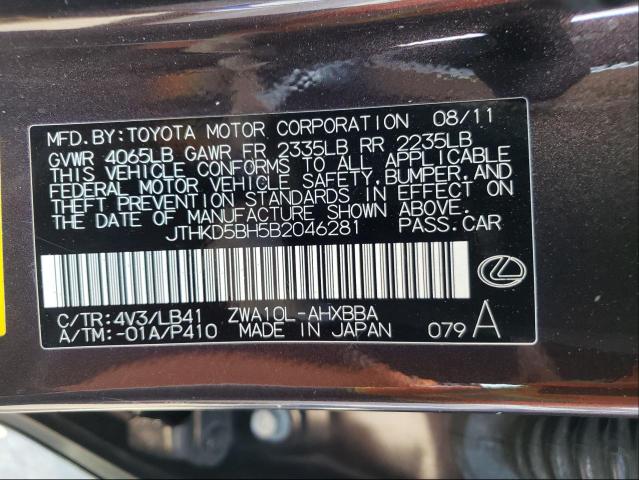 MFD.BY:TOYOTA MOTOR CORPORATION 08/11
GVWR 4065LB GAWR FR 2335LB RR 2235LB
THIS VEHICLE CONFORMS TO ALL APPLICABLE
FEDERAL MOTOR VEHICLE SAFETY, BUMPER, AND
THEFT PREVENTION STANDARDS IN EFFECT ON
THE DATE OF MANUFACTURE SHOWN ABOVE.
JTHKD5BH5B2046281 PASS.CAR
C/TR:4V3/LB41 ZWA10L-AHXBBA
A/TM:-01A/P410 MADE IN JAPAN 079A